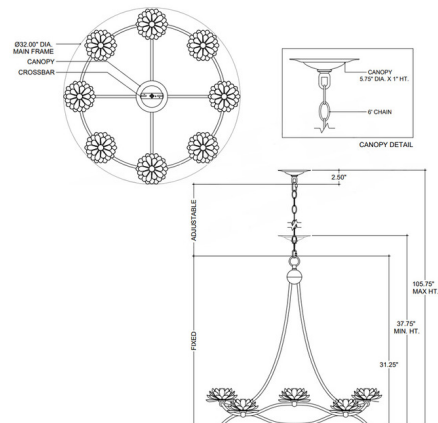 Ø32.00" DIA.
MAIN FRAME
CANOPY
CROSSBAR
CANOPY
5.75" DIA. X 1" HT.
6' CHAIN
CANOPY DETAIL
2.50"
ADJUSTABLE
105.75"
MAX HT.
37.75"
MIN. HT.
FIXED
31.25"